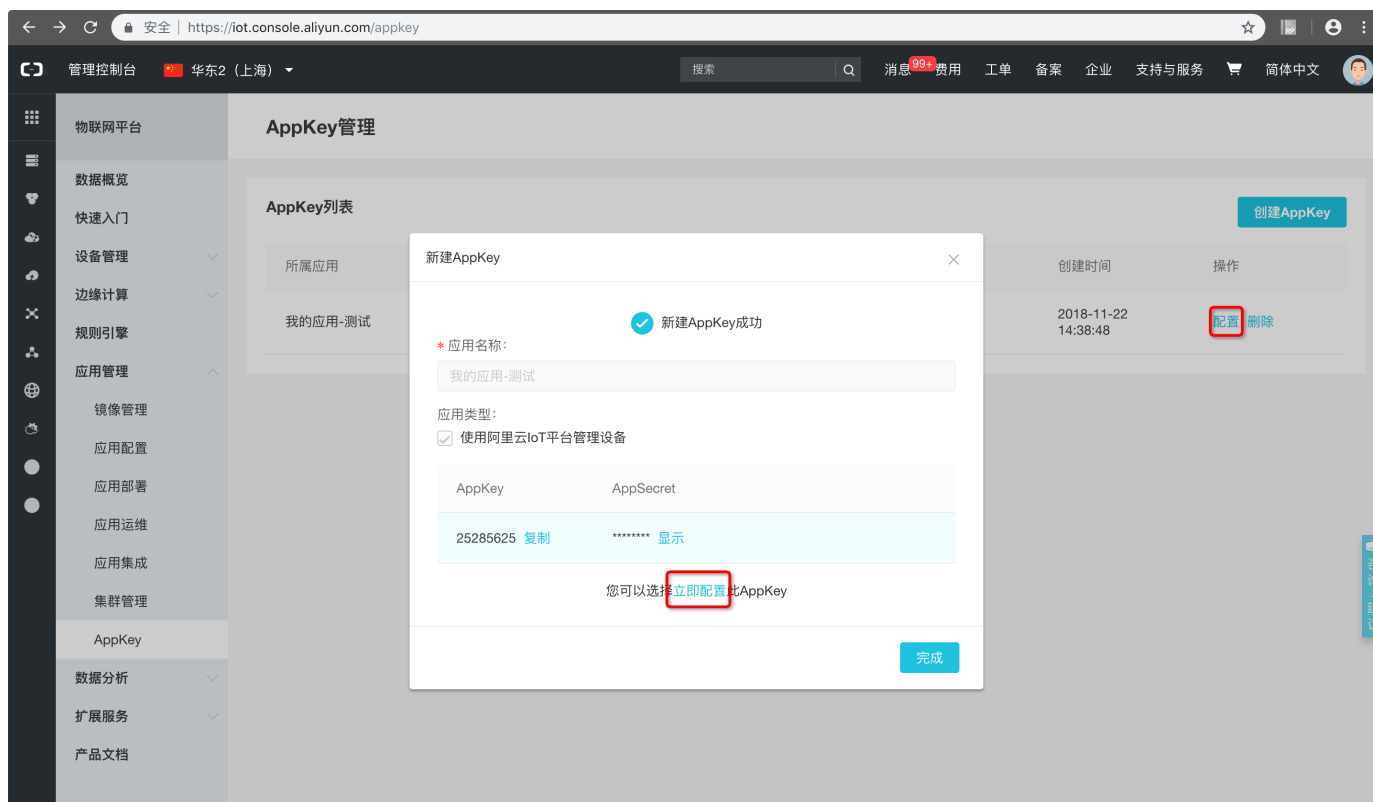 安全 | https://iot.console.aliyun.com/appkey
管理控制台 华东2（上海） 搜索 消息 99+ 费用 工单 备案 企业 支持与服务 简体中文
物联网平台
数据概览
快速入门
设备管理
边缘计算
规则引擎
应用管理
镜像管理
应用配置
应用部署
应用运维
应用集成
集群管理
AppKey
数据分析
扩展服务
产品文档
AppKey管理
AppKey列表 创建AppKey
所属应用 创建时间 操作
我的应用-测试 2018-11-22 14:38:48 配置 删除
新建AppKey
新建AppKey成功
* 应用名称:
我的应用-测试
应用类型:
使用阿里云IoT平台管理设备
AppKey AppSecret
25285625 复制 ******** 显示
您可以选择立即配置此AppKey
完成